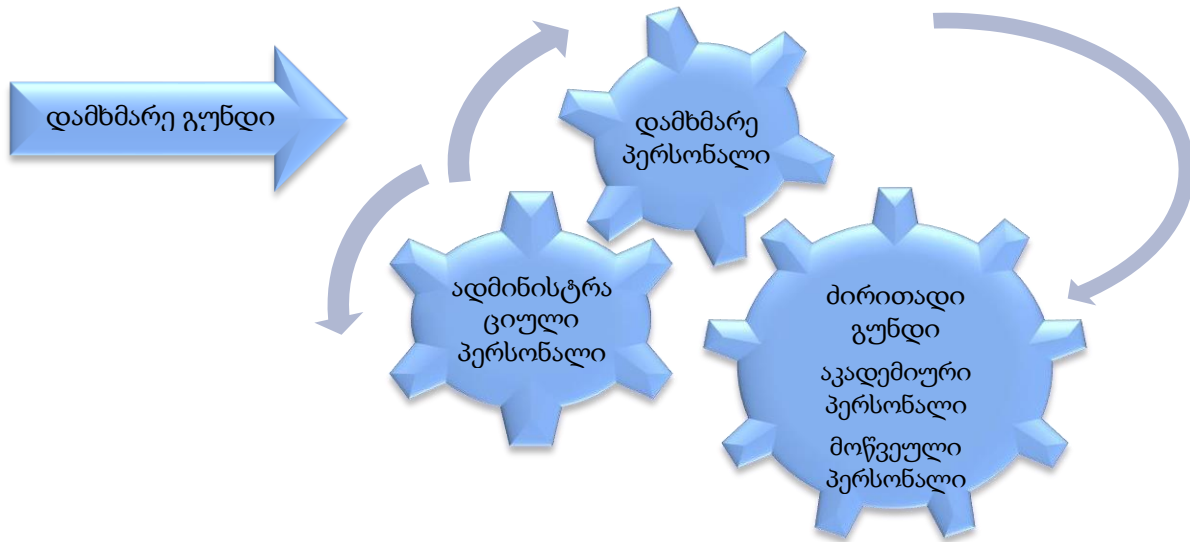 დამხმარე გუნდი
დამხმარე
პერსონალი
ადმინისტრა
ციული
პერსონალი
ძირითადი
გუნდი
აკადემიური
პერსონალი
მოწვეული
პერსონალი